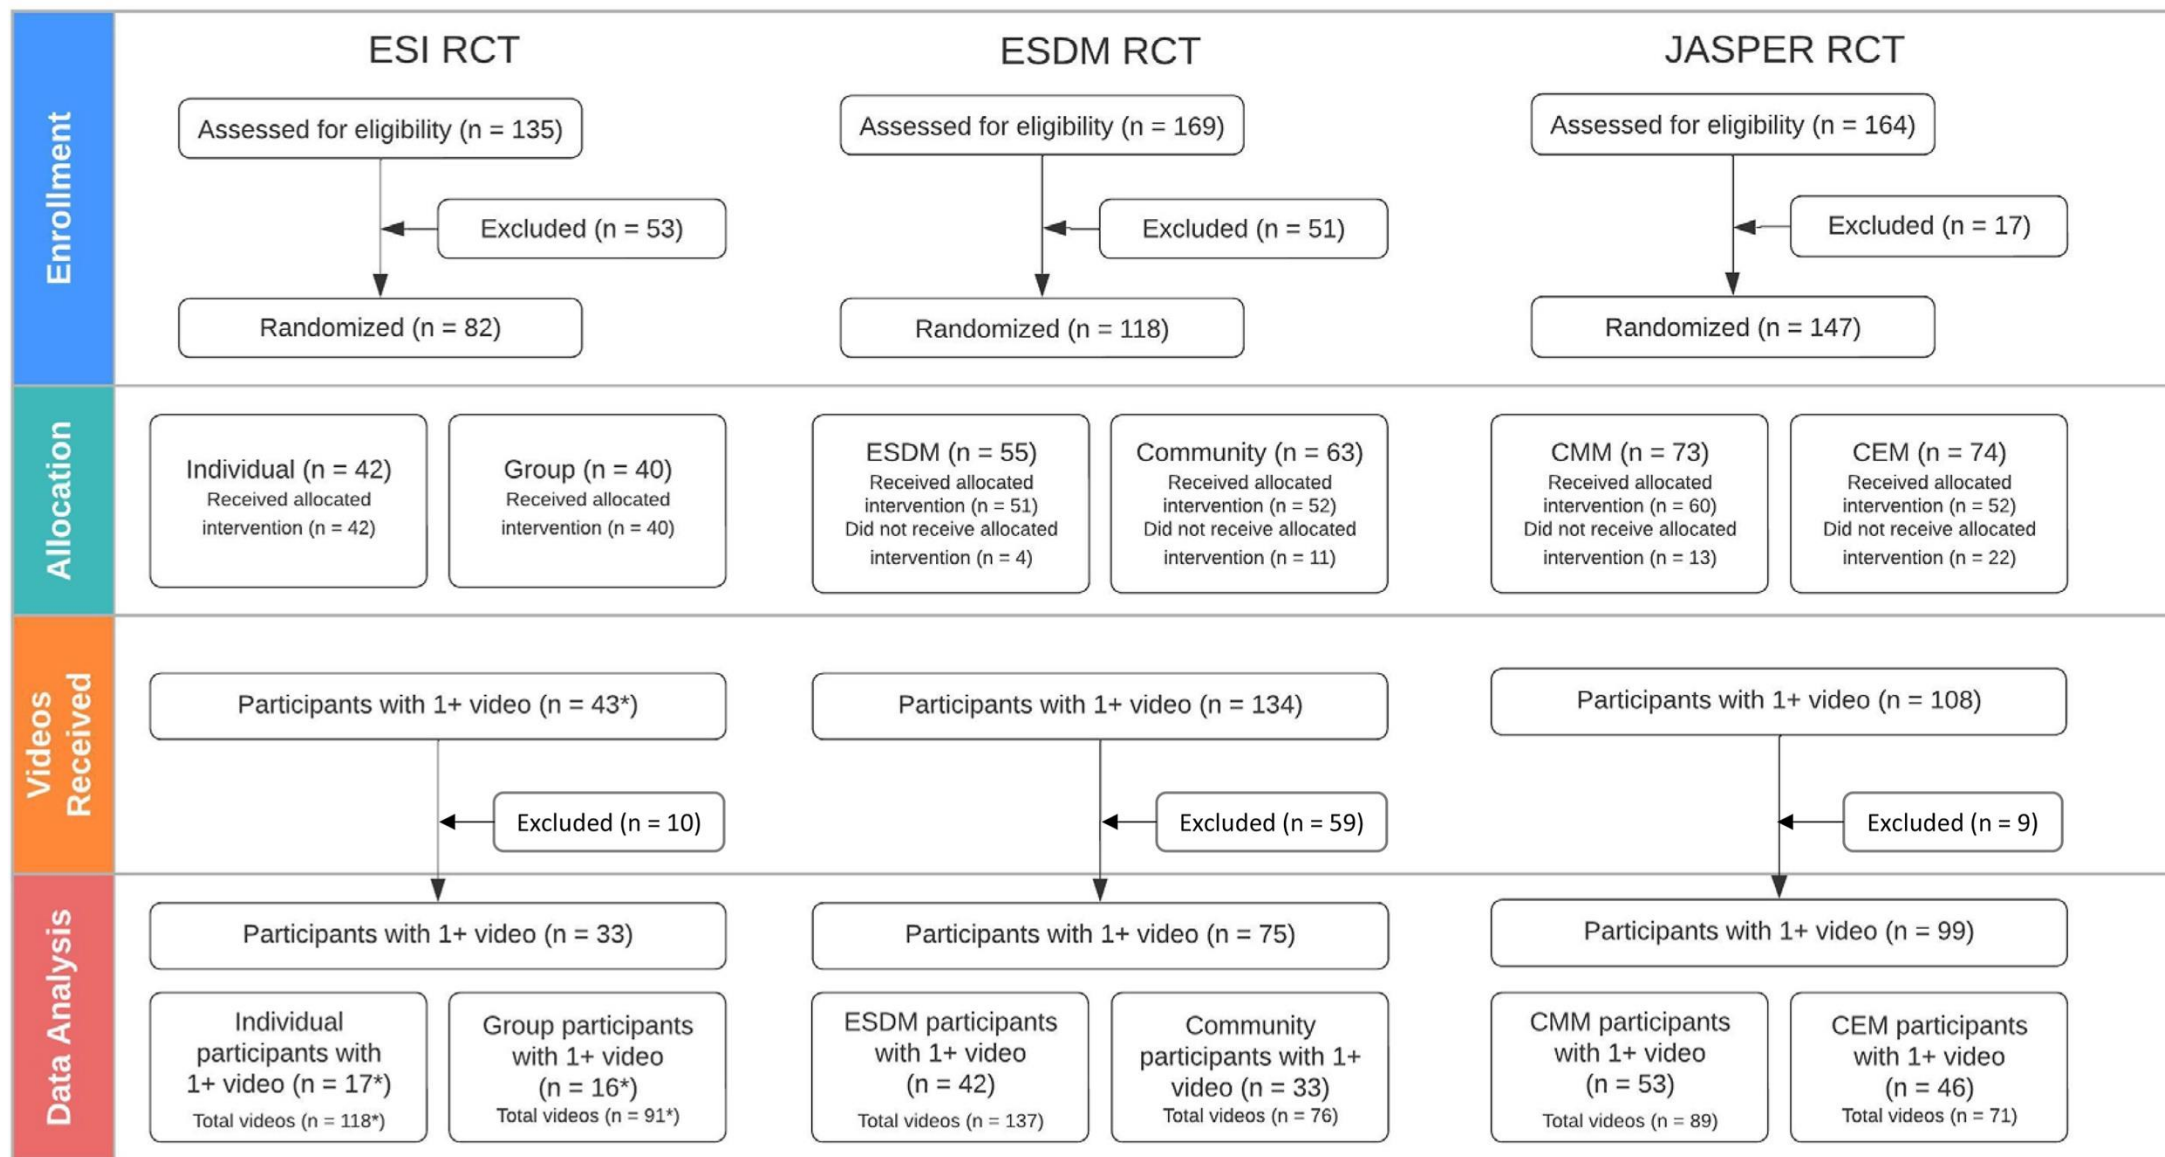 Enrollment
ESI RCT
Assessed for eligibility (n = 135)
Excluded (n = 53)
Randomized (n = 82)
ESDM RCT
Assessed for eligibility (n = 169)
Excluded (n = 51)
Randomized (n = 118)
JASPER RCT
Assessed for eligibility (n = 164)
Excluded (n = 17)
Randomized (n = 147)
Allocation
Individual (n = 42)
Received allocated
intervention (n = 42)
Group (n = 40)
Received allocated
intervention (n = 40)
ESDM (n = 55)
Received allocated
intervention (n = 51)
Did not receive allocated
intervention (n = 4)
Community (n = 63)
Received allocated
intervention (n = 52)
Did not receive allocated
intervention (n = 11)
CMM (n = 73)
Received allocated
intervention (n = 60)
Did not receive allocated
intervention (n = 13)
CEM (n = 74)
Received allocated
intervention (n = 52)
Did not receive allocated
intervention (n = 22)
Videos
Received
Participants with 1+ video (n = 43*)
Excluded (n = 10)
Participants with 1+ video (n = 134)
Excluded (n = 59)
Participants with 1+ video (n = 108)
Excluded (n = 9)
Data Analysis
Participants with 1+ video (n = 33)
Individual
participants with
1+ video (n = 17*)
Total videos (n = 118*)
Group participants
with 1+ video
(n = 16*)
Total videos (n = 91*)
Participants with 1+ video (n = 75)
ESDM participants
with 1+ video
(n = 42)
Total videos (n = 137)
Community
participants with 1+
video (n = 33)
Total videos (n = 76)
Participants with 1+ video (n = 99)
CMM participants
with 1+ video
(n = 53)
Total videos (n = 89)
CEM participants
with 1+ video
(n = 46)
Total videos (n = 71)